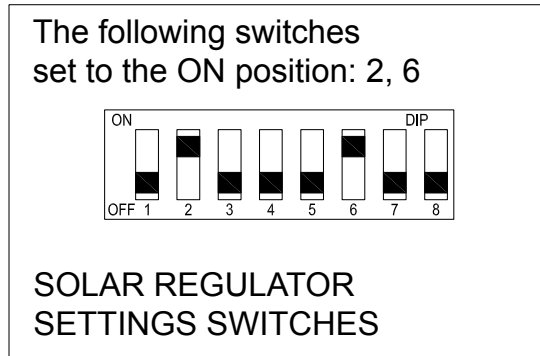 The following switches
set to the ON position: 2, 6
ON DIP
OFF 1 2 3 4 5 6 7 8
SOLAR REGULATOR
SETTINGS SWITCHES